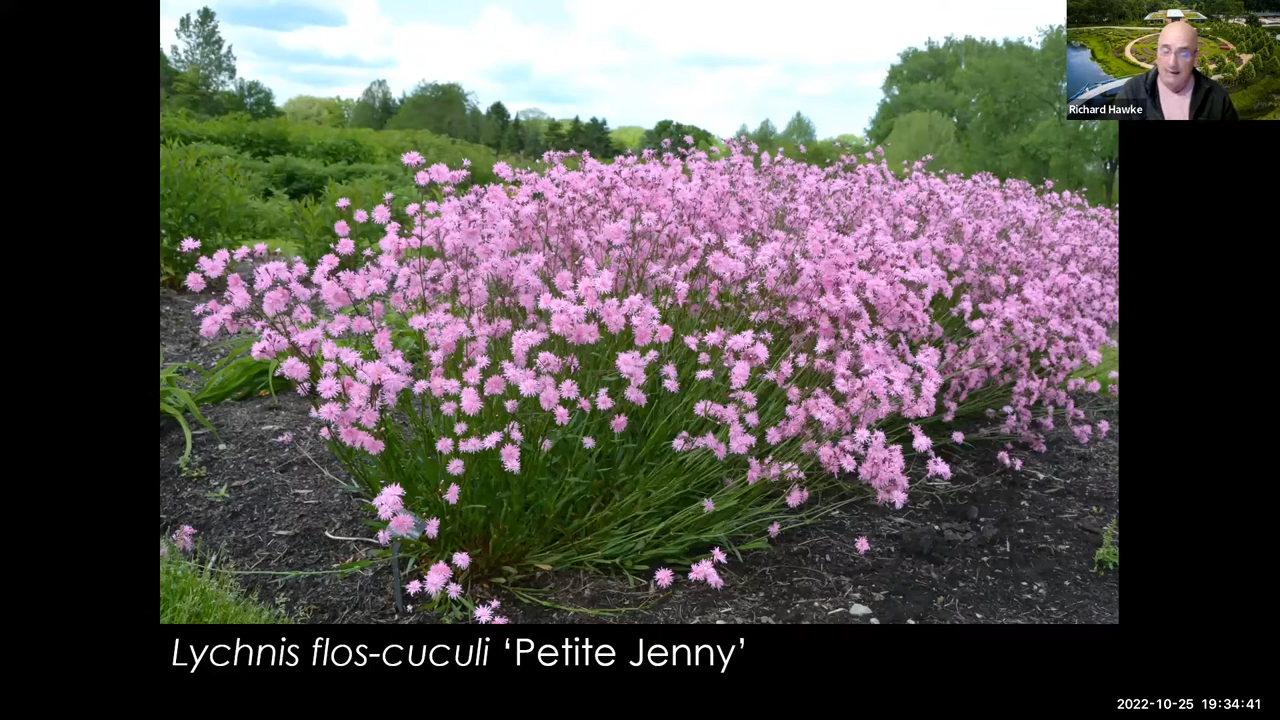 Richard Hawke
Lychnis flos-cuculi ‘Petite Jenny’
2022-10-25 19:34:41